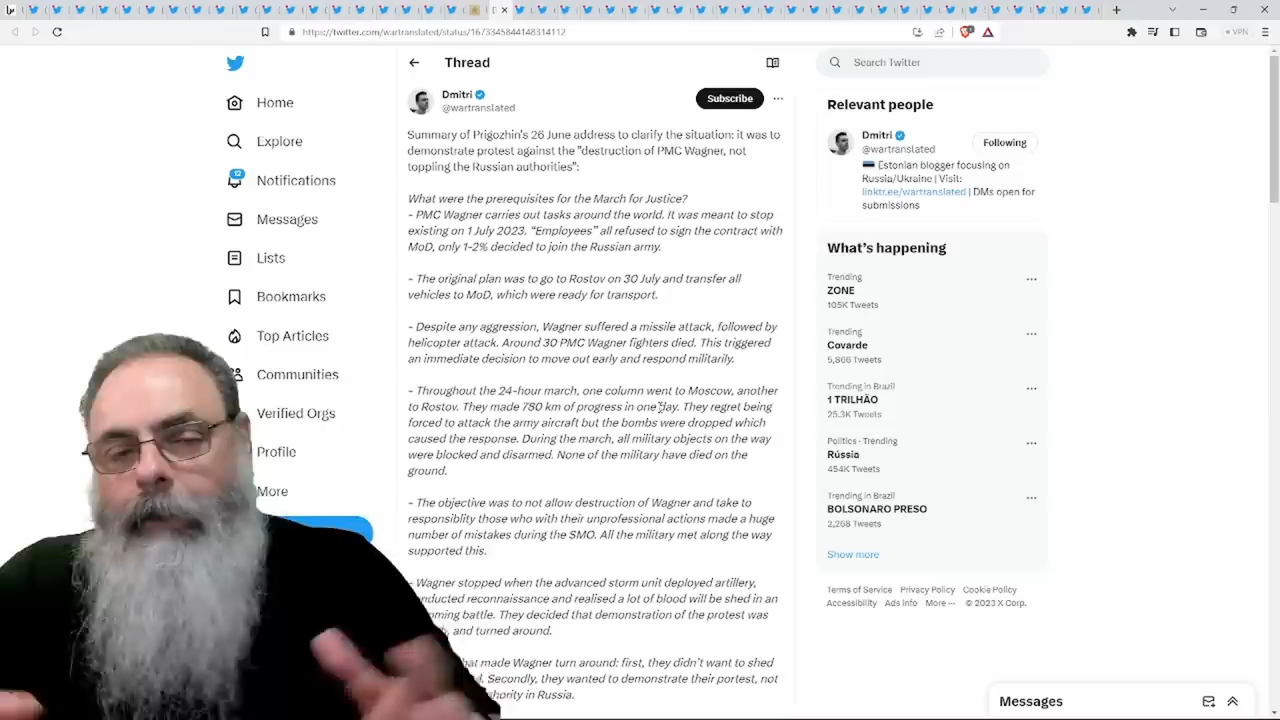 https://twitter.com/wartranslated/status/1673345844148314112
VPN
Home
Explore
12
Notifications
Messages
Lists
Bookmarks
Top Articles
Communities
Verified Orgs
Profile
More
Thread
Dmitri
@wartranslated
Subscribe
Summary of Prigozhin's 26 June address to clarify the situation: it was to
demonstrate protest against the "destruction of PMC Wagner, not
toppling the Russian authorities":
What were the prerequisites for the March for Justice?
- PMC Wagner carries out tasks around the world. It was meant to stop
existing on 1 July 2023. "Employees" all refused to sign the contract with
MoD, only 1-2% decided to join the Russian army.
- The original plan was to go to Rostov on 30 July and transfer all
vehicles to MoD, which were ready for transport.
- Despite any aggression, Wagner suffered a missile attack, followed by
helicopter attack. Around 30 PMC Wagner fighters died. This triggered
an immediate decision to move out early and respond militarily.
- Throughout the 24-hour march, one column went to Moscow, another
to Rostov. They made 780 km of progress in one day. They regret being
forced to attack the army aircraft but the bombs were dropped which
caused the response. During the march, all military objects on the way
were blocked and disarmed. None of the military have died on the
ground.
- The objective was to not allow destruction of Wagner and take to
responsiblity those who with their unprofessional actions made a huge
number of mistakes during the SMO. All the military met along the way
supported this.
- Wagner stopped when the advanced storm unit deployed artillery,
conducted reconnaissance and realised a lot of blood will be shed in an
battle. They decided that demonstration of the protest was
and turned around.
that made Wagner turn around: first, they didn't want to shed
Secondly, they wanted to demonstrate their portest, not
in Russia.
Search Twitter
Relevant people
Dmitri
@wartranslated
Following
Estonian blogger focusing on
Russia/Ukraine | Visit:
linktr.ee/wartranslated | DMs open for
submissions
What's happening
Trending
ZONE
105K Tweets
Trending
Covarde
5,866 Tweets
Trending in Brazil
1 TRILHÃO
25.3K Tweets
Politics · Trending
Rússia
454K Tweets
Trending in Brazil
BOLSONARO PRESO
2,268 Tweets
Show more
Terms of Service Privacy Policy Cookie Policy
Accessibility Ads info More ··· © 2023 X Corp.
Messages